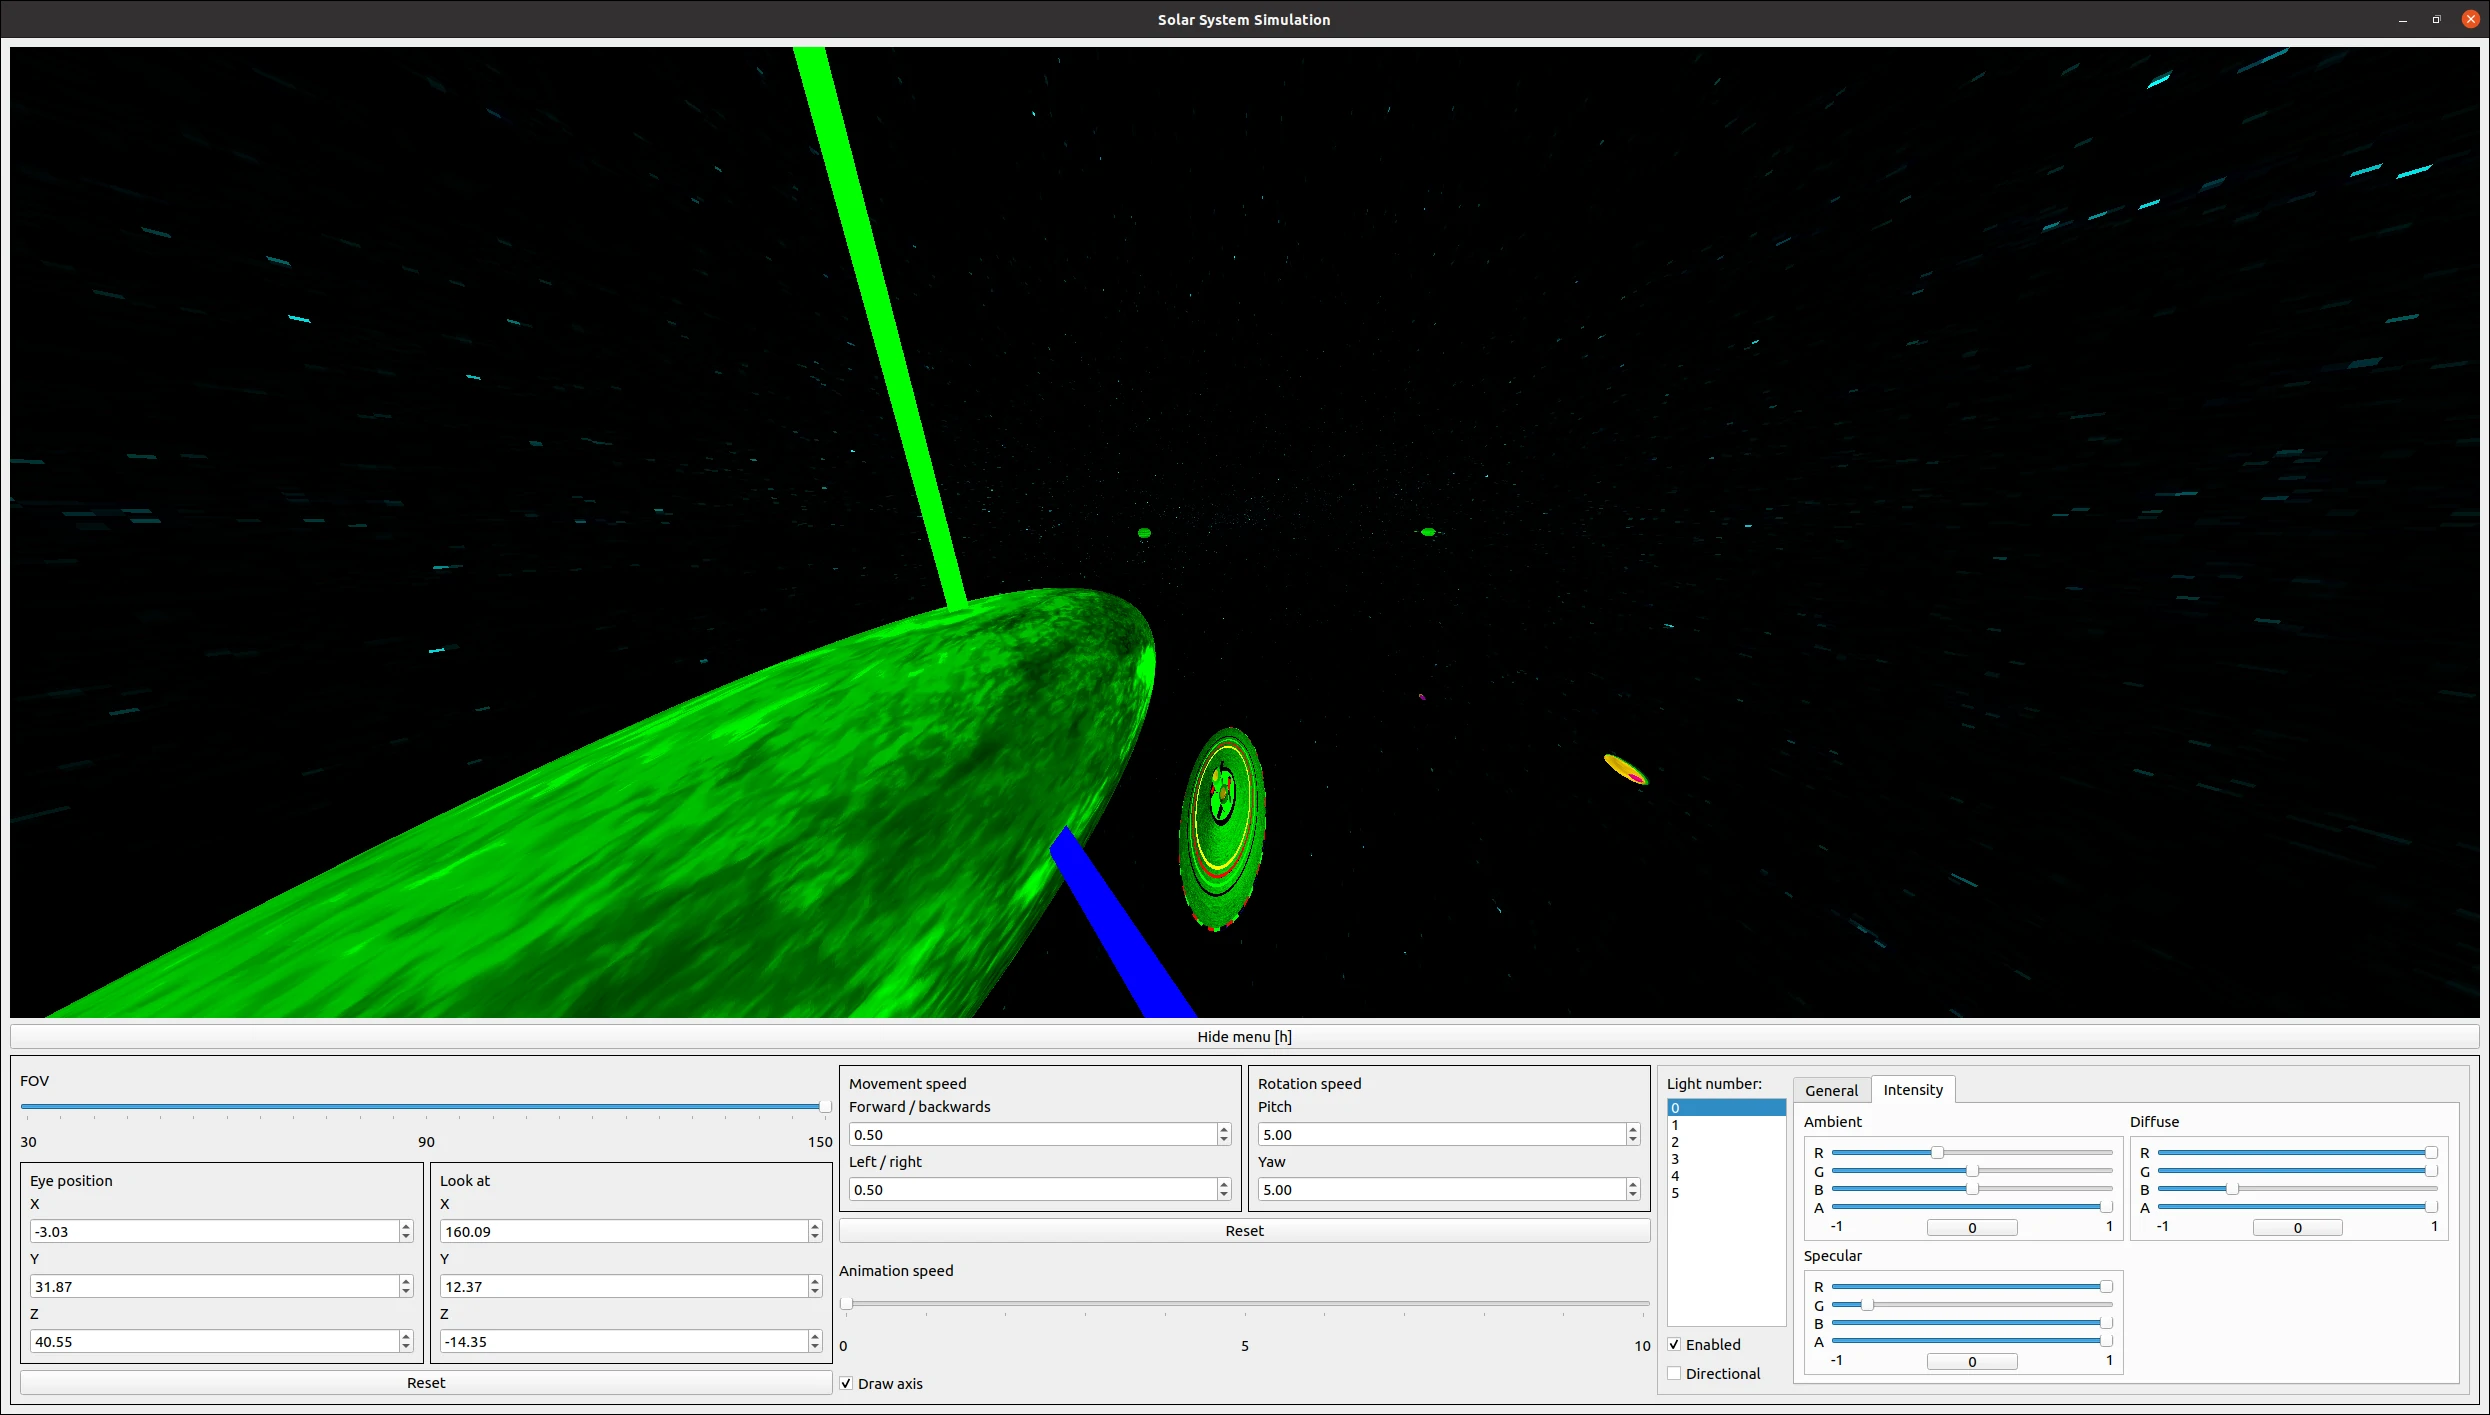 Solar System Simulation
Hide menu [h]
FOV
30 90 150
Eye position
X
-3.03
Y
31.87
Z
40.55
Look at
X
160.09
Y
12.37
Z
-14.35
Reset
Movement speed
Forward / backwards
0.50
Left / right
0.50
Rotation speed
Pitch
5.00
Yaw
5.00
Reset
Animation speed
0 5 10
Draw axis
Light number:
0
1
2
3
4
5
Enabled
Directional
General Intensity
Ambient
R
G
B
A
-1 0 1
Diffuse
R
G
B
A
-1 0 1
Specular
R
G
B
A
-1 0 1